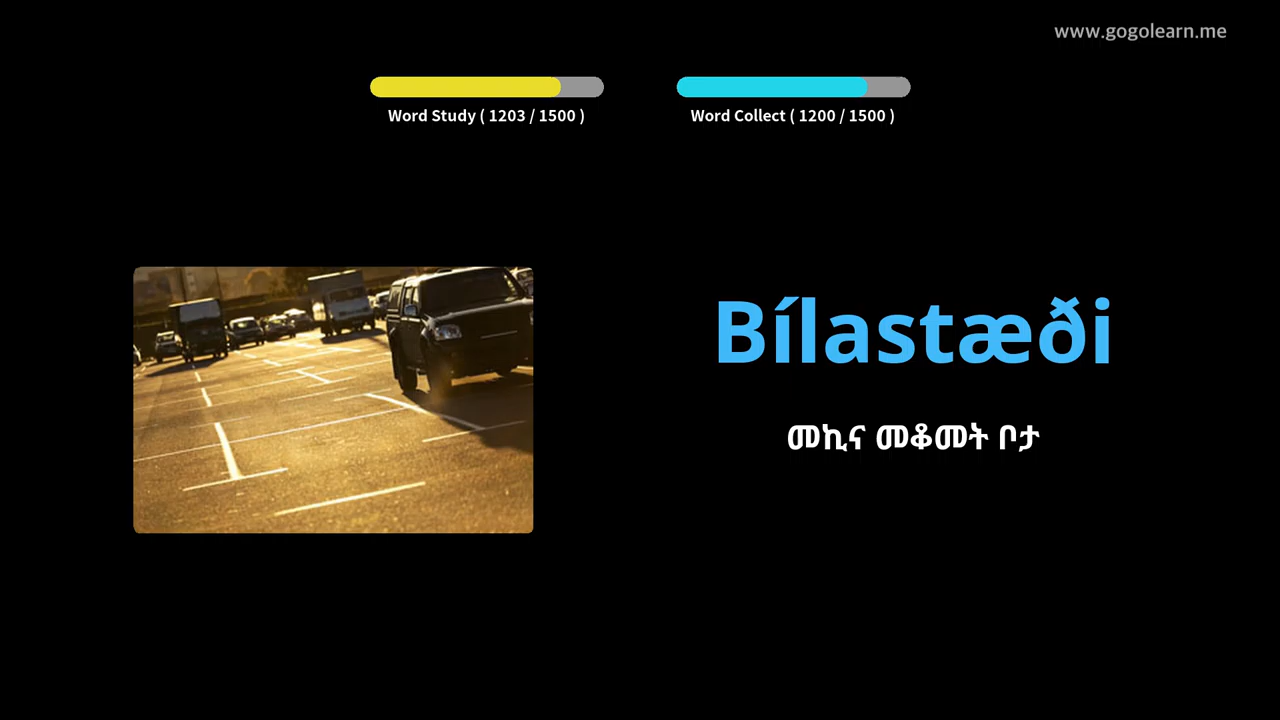 www.gogolearn.me
Word Study ( 1203 / 1500 )
Word Collect ( 1200 / 1500 )
Bílastæði
መኪና መቆመት ቦታ